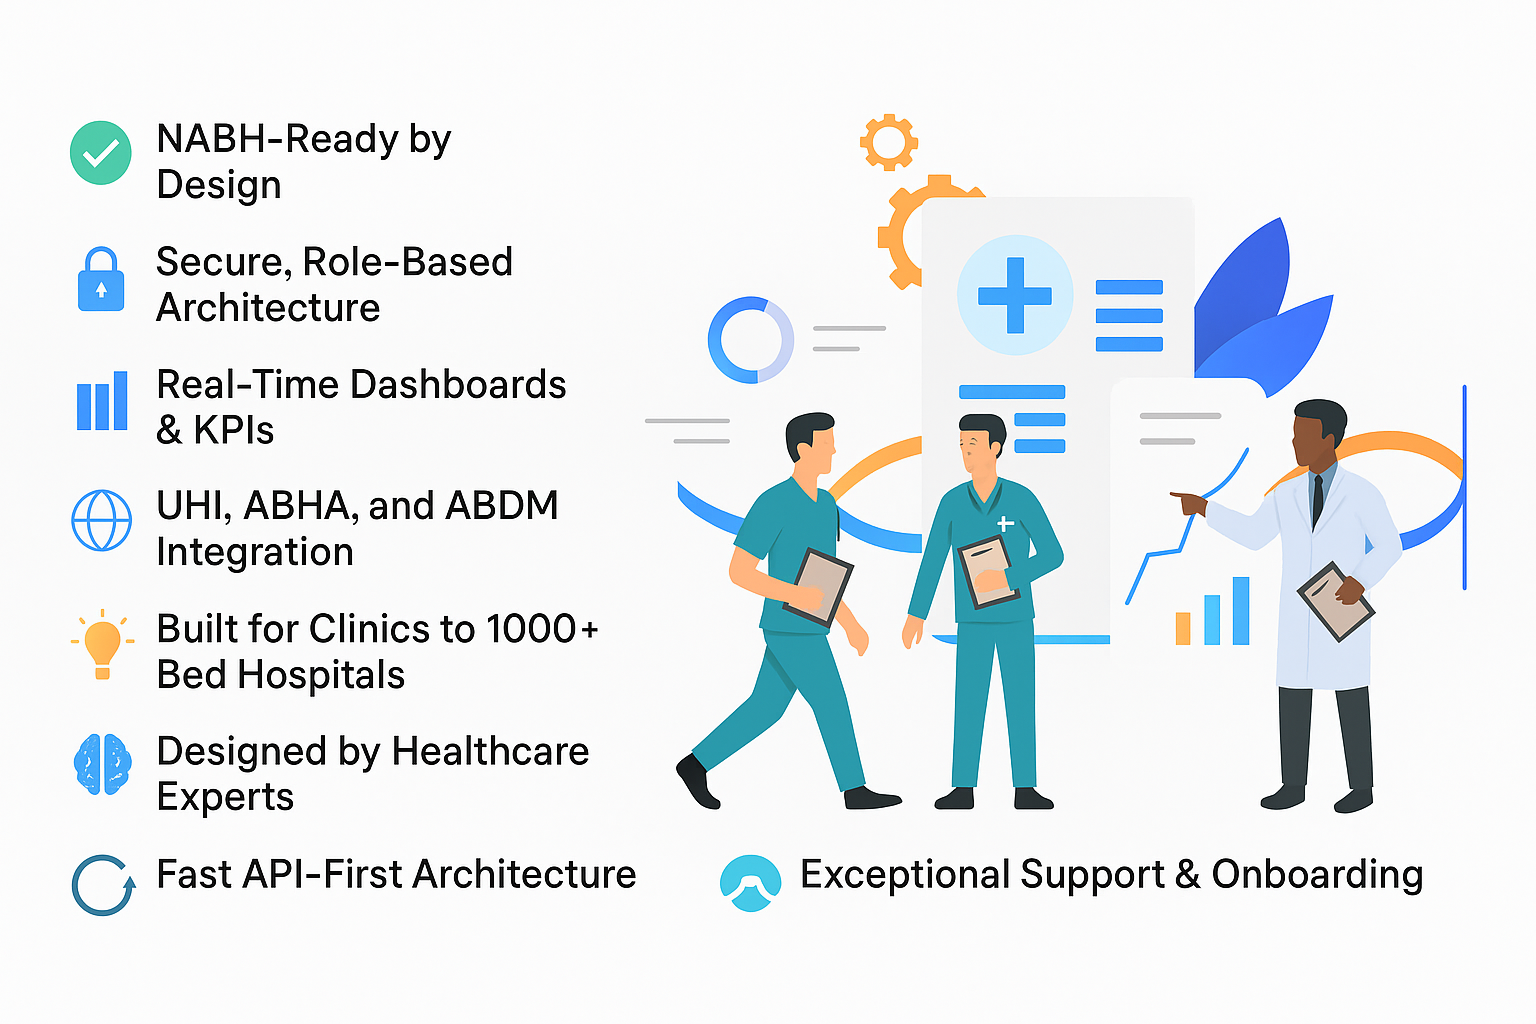 NABH-Ready by
Design
Secure, Role-Based
Architecture
Real-Time Dashboards
& KPIs
UHI, ABHA, and ABDM
Integration
Built for Clinics to 1000+
Bed Hospitals
Designed by Healthcare
Experts
Fast API-First Architecture
Exceptional Support & Onboarding